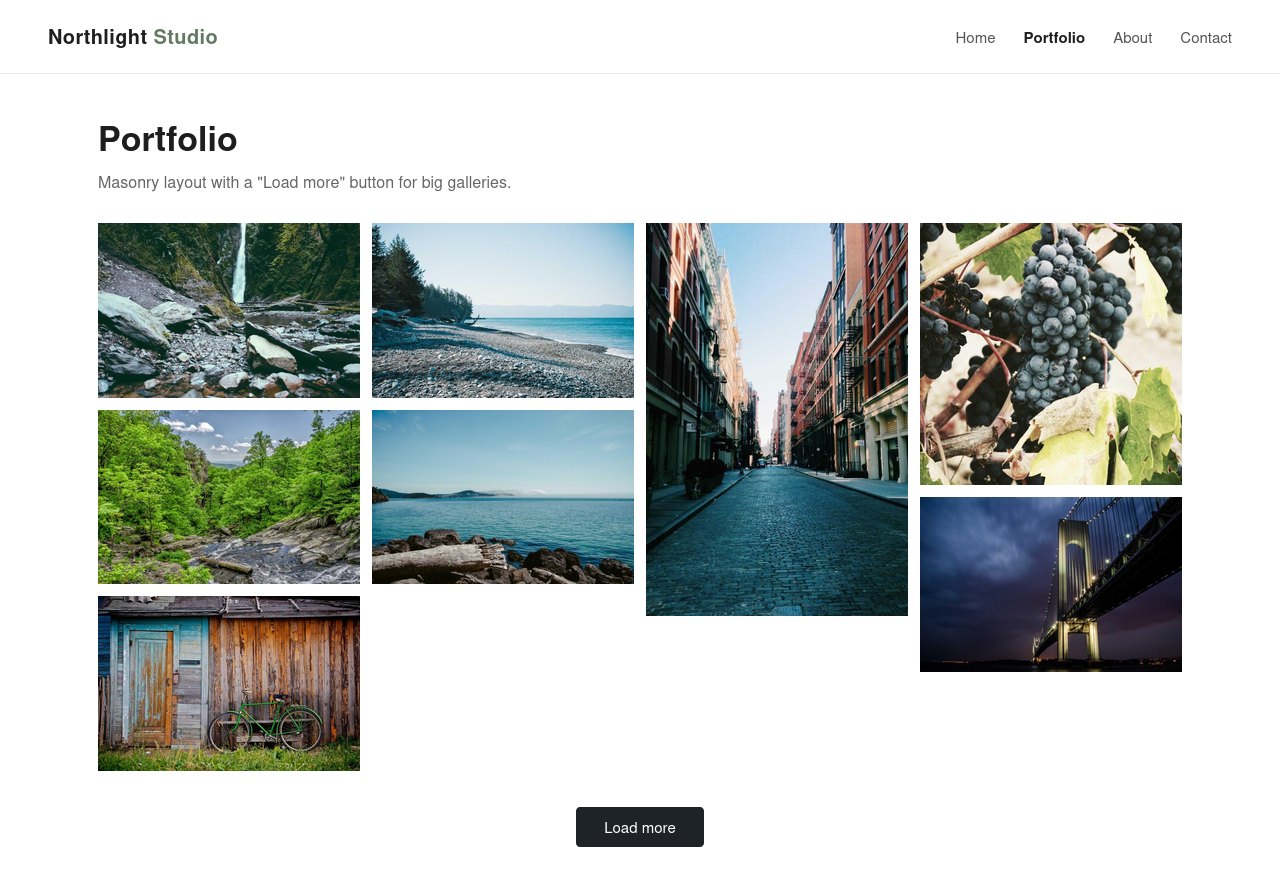 Northlight Studio
Home Portfolio About Contact
Portfolio
Masonry layout with a "Load more" button for big galleries.
Load more